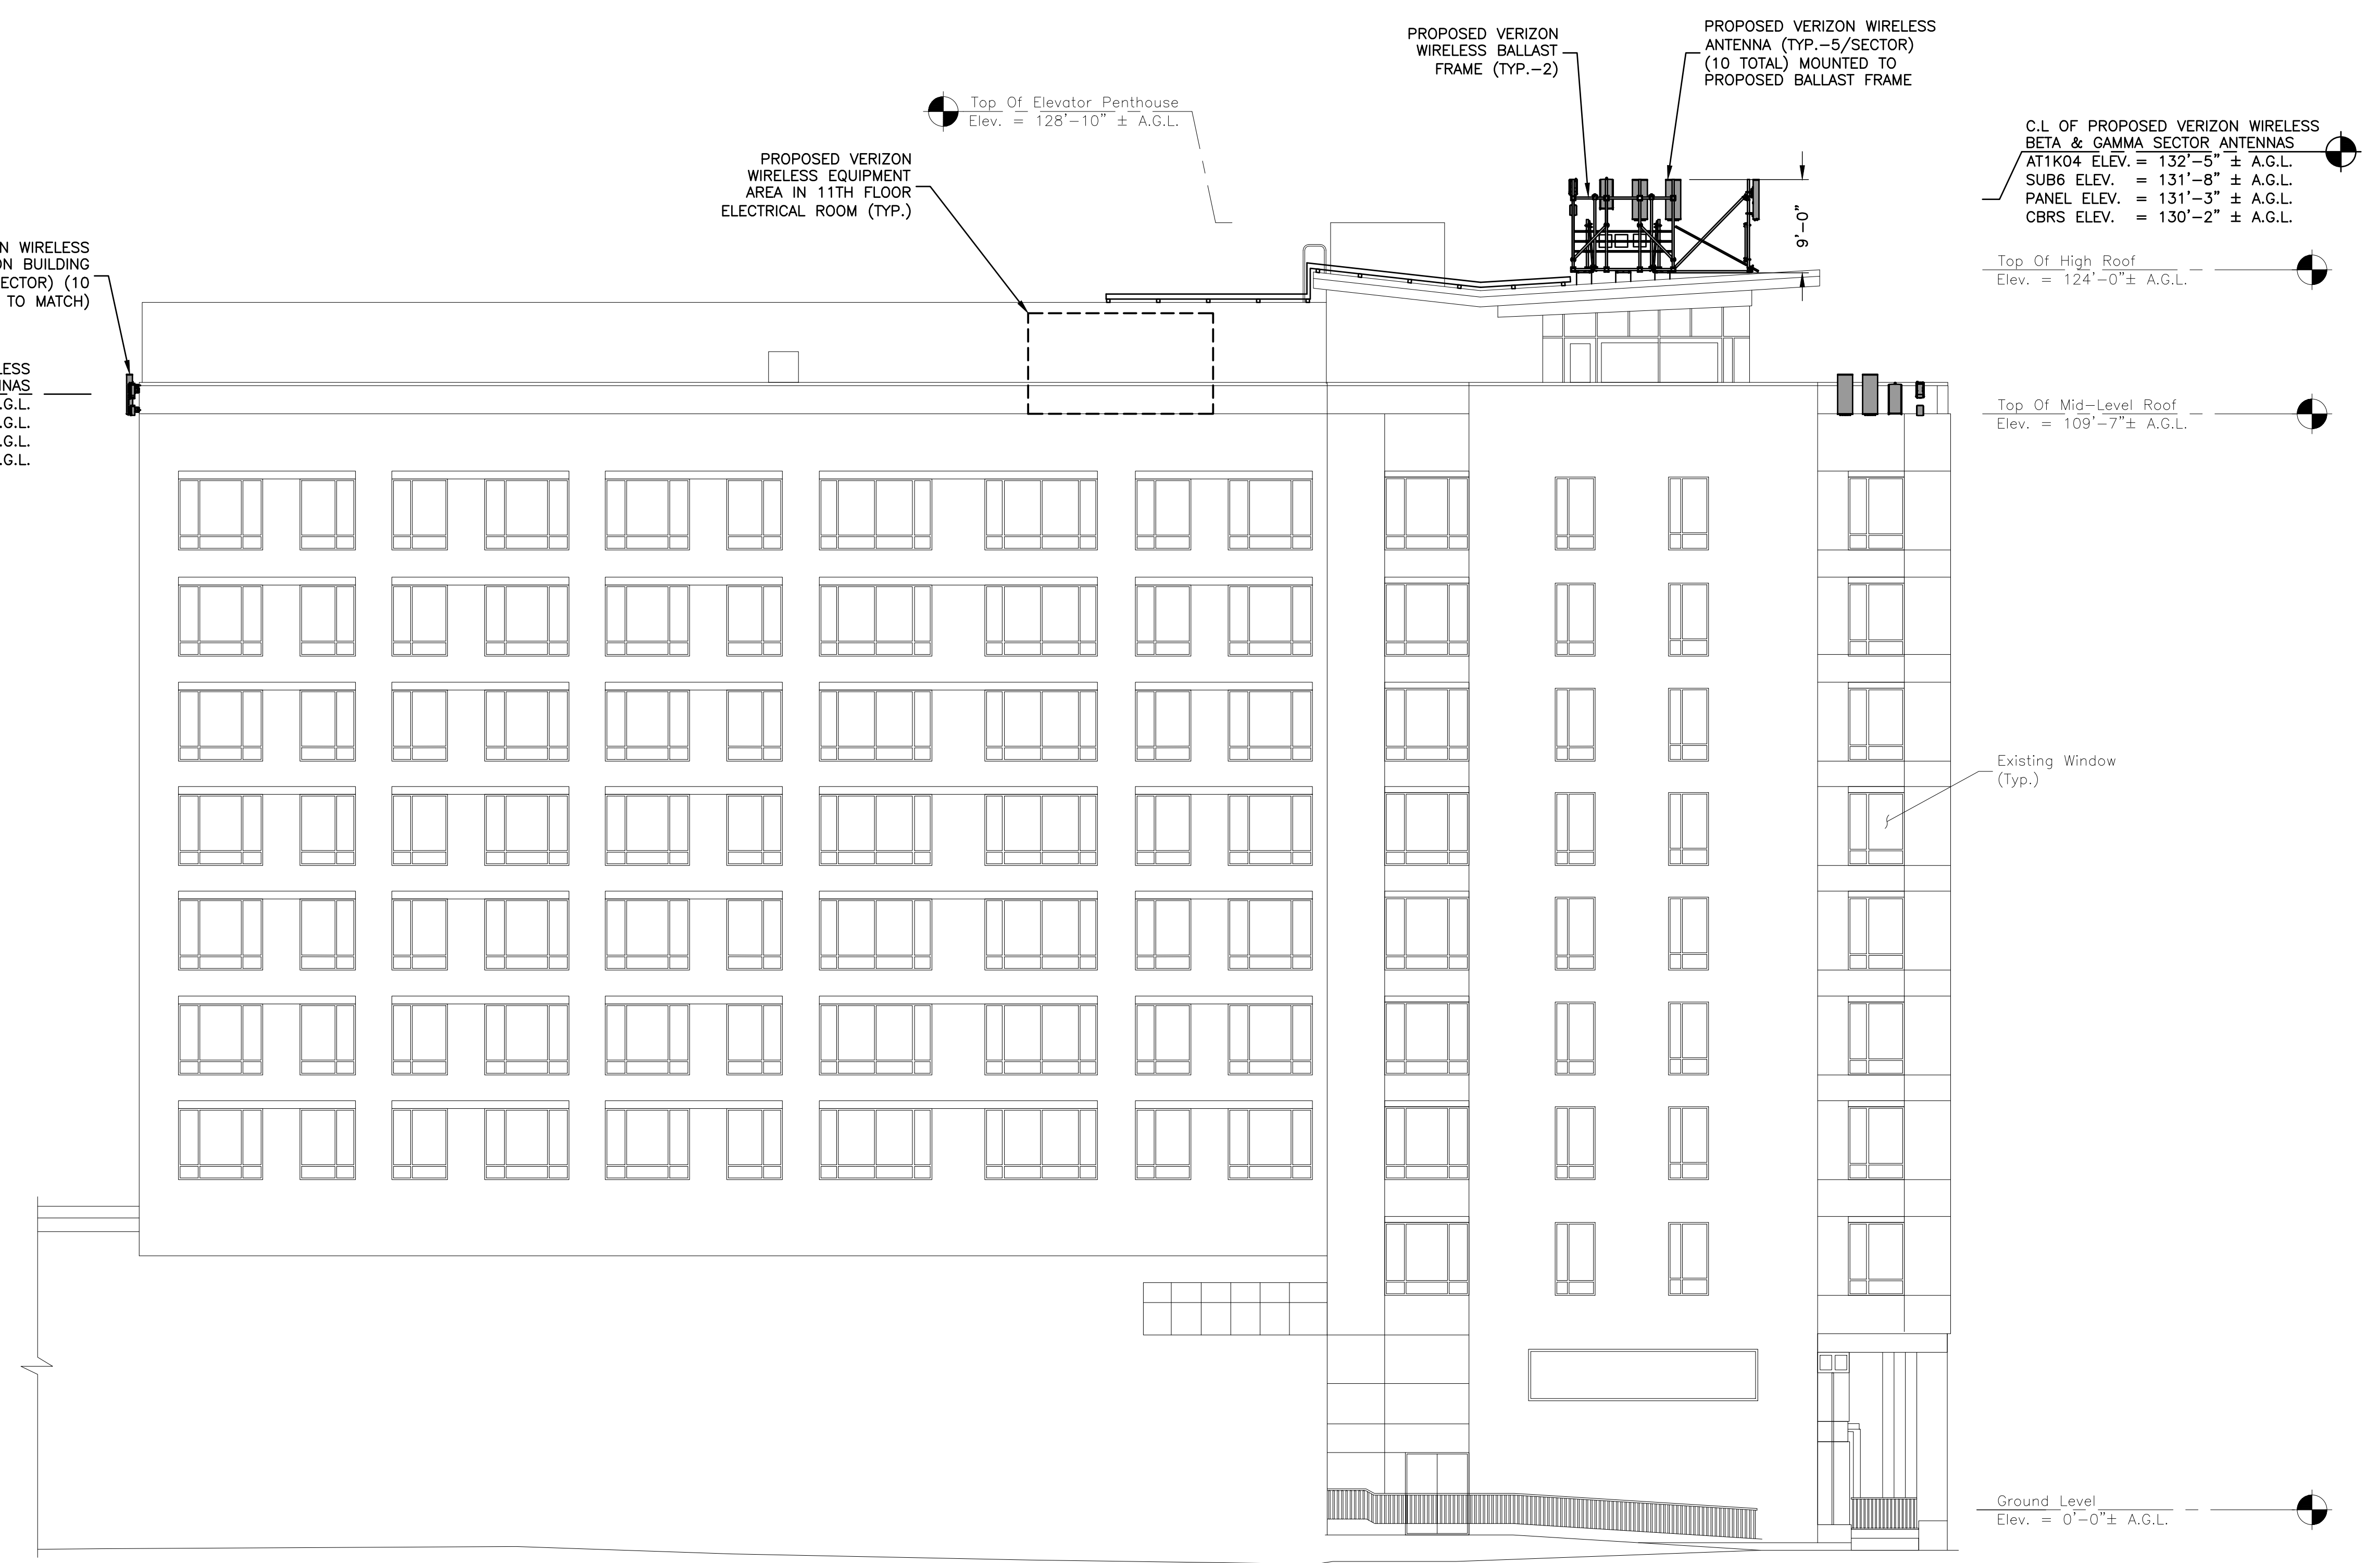 PROPOSED VERIZON
WIRELESS BALLAST
FRAME (TYP.-2)
PROPOSED VERIZON WIRELESS
ANTENNA (TYP.-5/SECTOR)
(10 TOTAL) MOUNTED TO
PROPOSED BALLAST FRAME
Top Of Elevator Penthouse
Elev. = 128'-10" ± A.G.L.
C.L OF PROPOSED VERIZON WIRELESS
BETA & GAMMA SECTOR ANTENNAS
AT1K04 ELEV. = 132'-5" ± A.G.L.
SUB6 ELEV. = 131'-8" ± A.G.L.
PANEL ELEV. = 131'-3" ± A.G.L.
CBRS ELEV. = 130'-2" ± A.G.L.
PROPOSED VERIZON
WIRELESS EQUIPMENT
AREA IN 11TH FLOOR
ELECTRICAL ROOM (TYP.)
9'-0"
N WIRELESS
ON BUILDING
SECTOR) (10
TO MATCH)
Top Of High Roof
Elev. = 124'-0"± A.G.L.
LESS
NNAS
.G.L.
.G.L.
.G.L.
.G.L.
Top Of Mid-Level Roof
Elev. = 109'-7"± A.G.L.
Existing Window
(Typ.)
Ground Level
Elev. = 0'-0"± A.G.L.